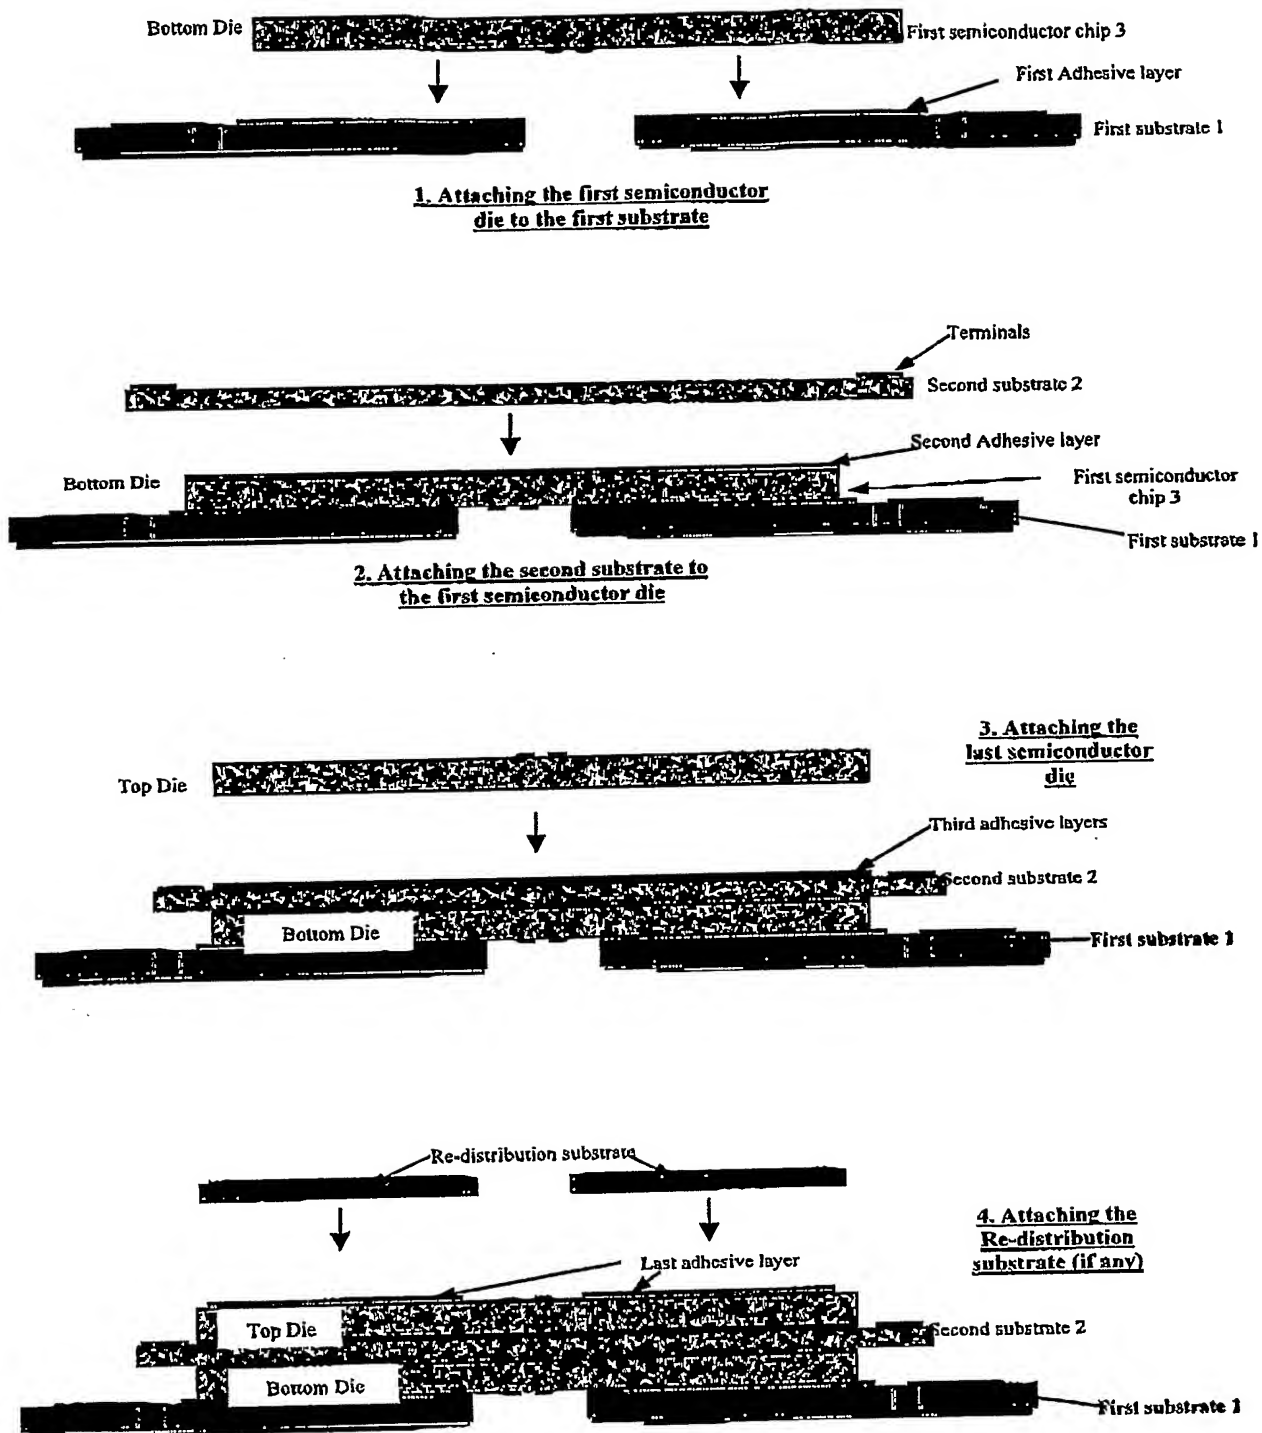 Bottom Die
First semiconductor chip 3
First Adhesive layer
First substrate 1
1. Attaching the first semiconductor
die to the first substrate
Terminals
Second substrate 2
Second Adhesive layer
Bottom Die
First semiconductor
chip 3
First substrate 1
2. Attaching the second substrate to
the first semiconductor die
3. Attaching the
last semiconductor
die
Top Die
Third adhesive layers
Second substrate 2
Bottom Die
First substrate 1
Re-distribution substrate
4. Attaching the
Re-distribution
substrate (if any)
Last adhesive layer
Top Die
Second substrate 2
Bottom Die
First substrate 1